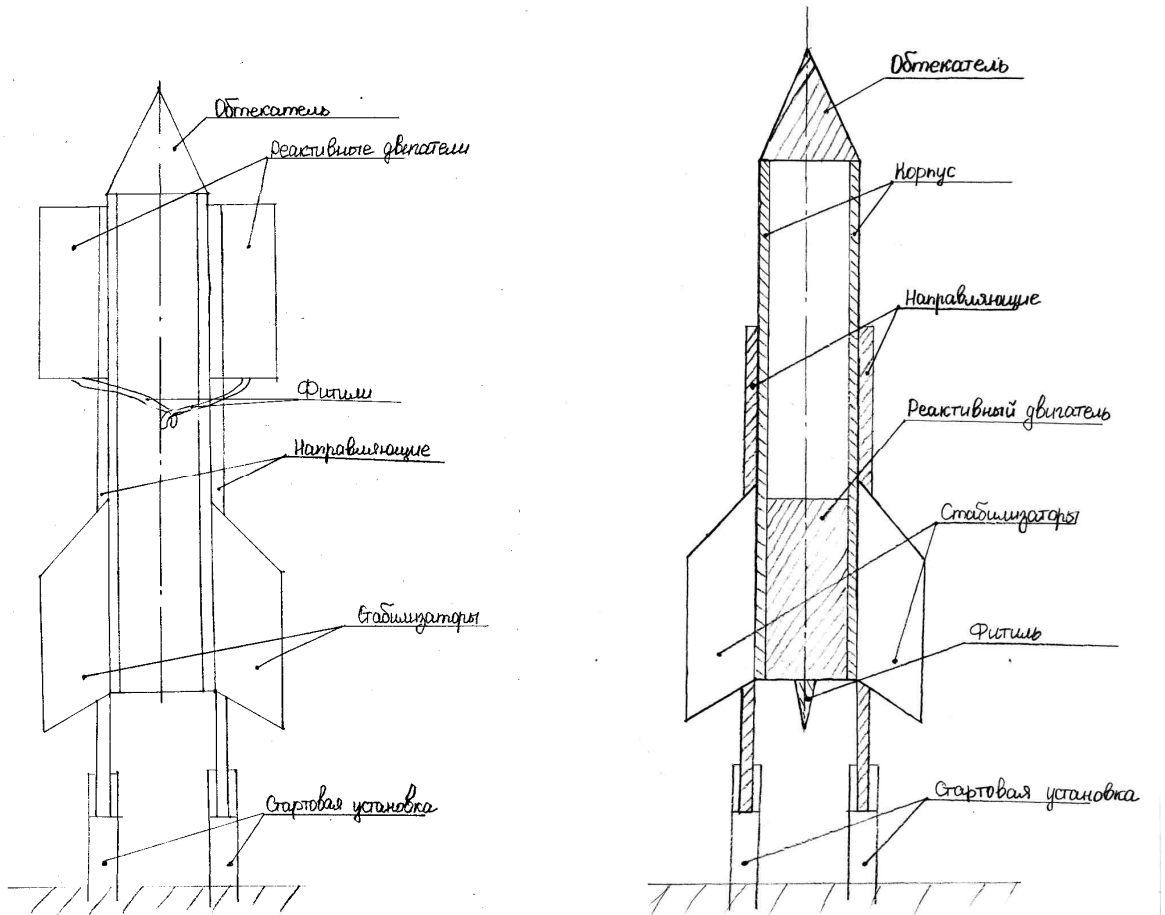 Обтекатель
Реактивные двигатели
Фитили
Направляющие
Стабилизаторы
Стартовая установка
Обтекатель
Корпус
Направляющие
Реактивный двигатель
Стабилизаторы
Фитиль
Стартовая установка